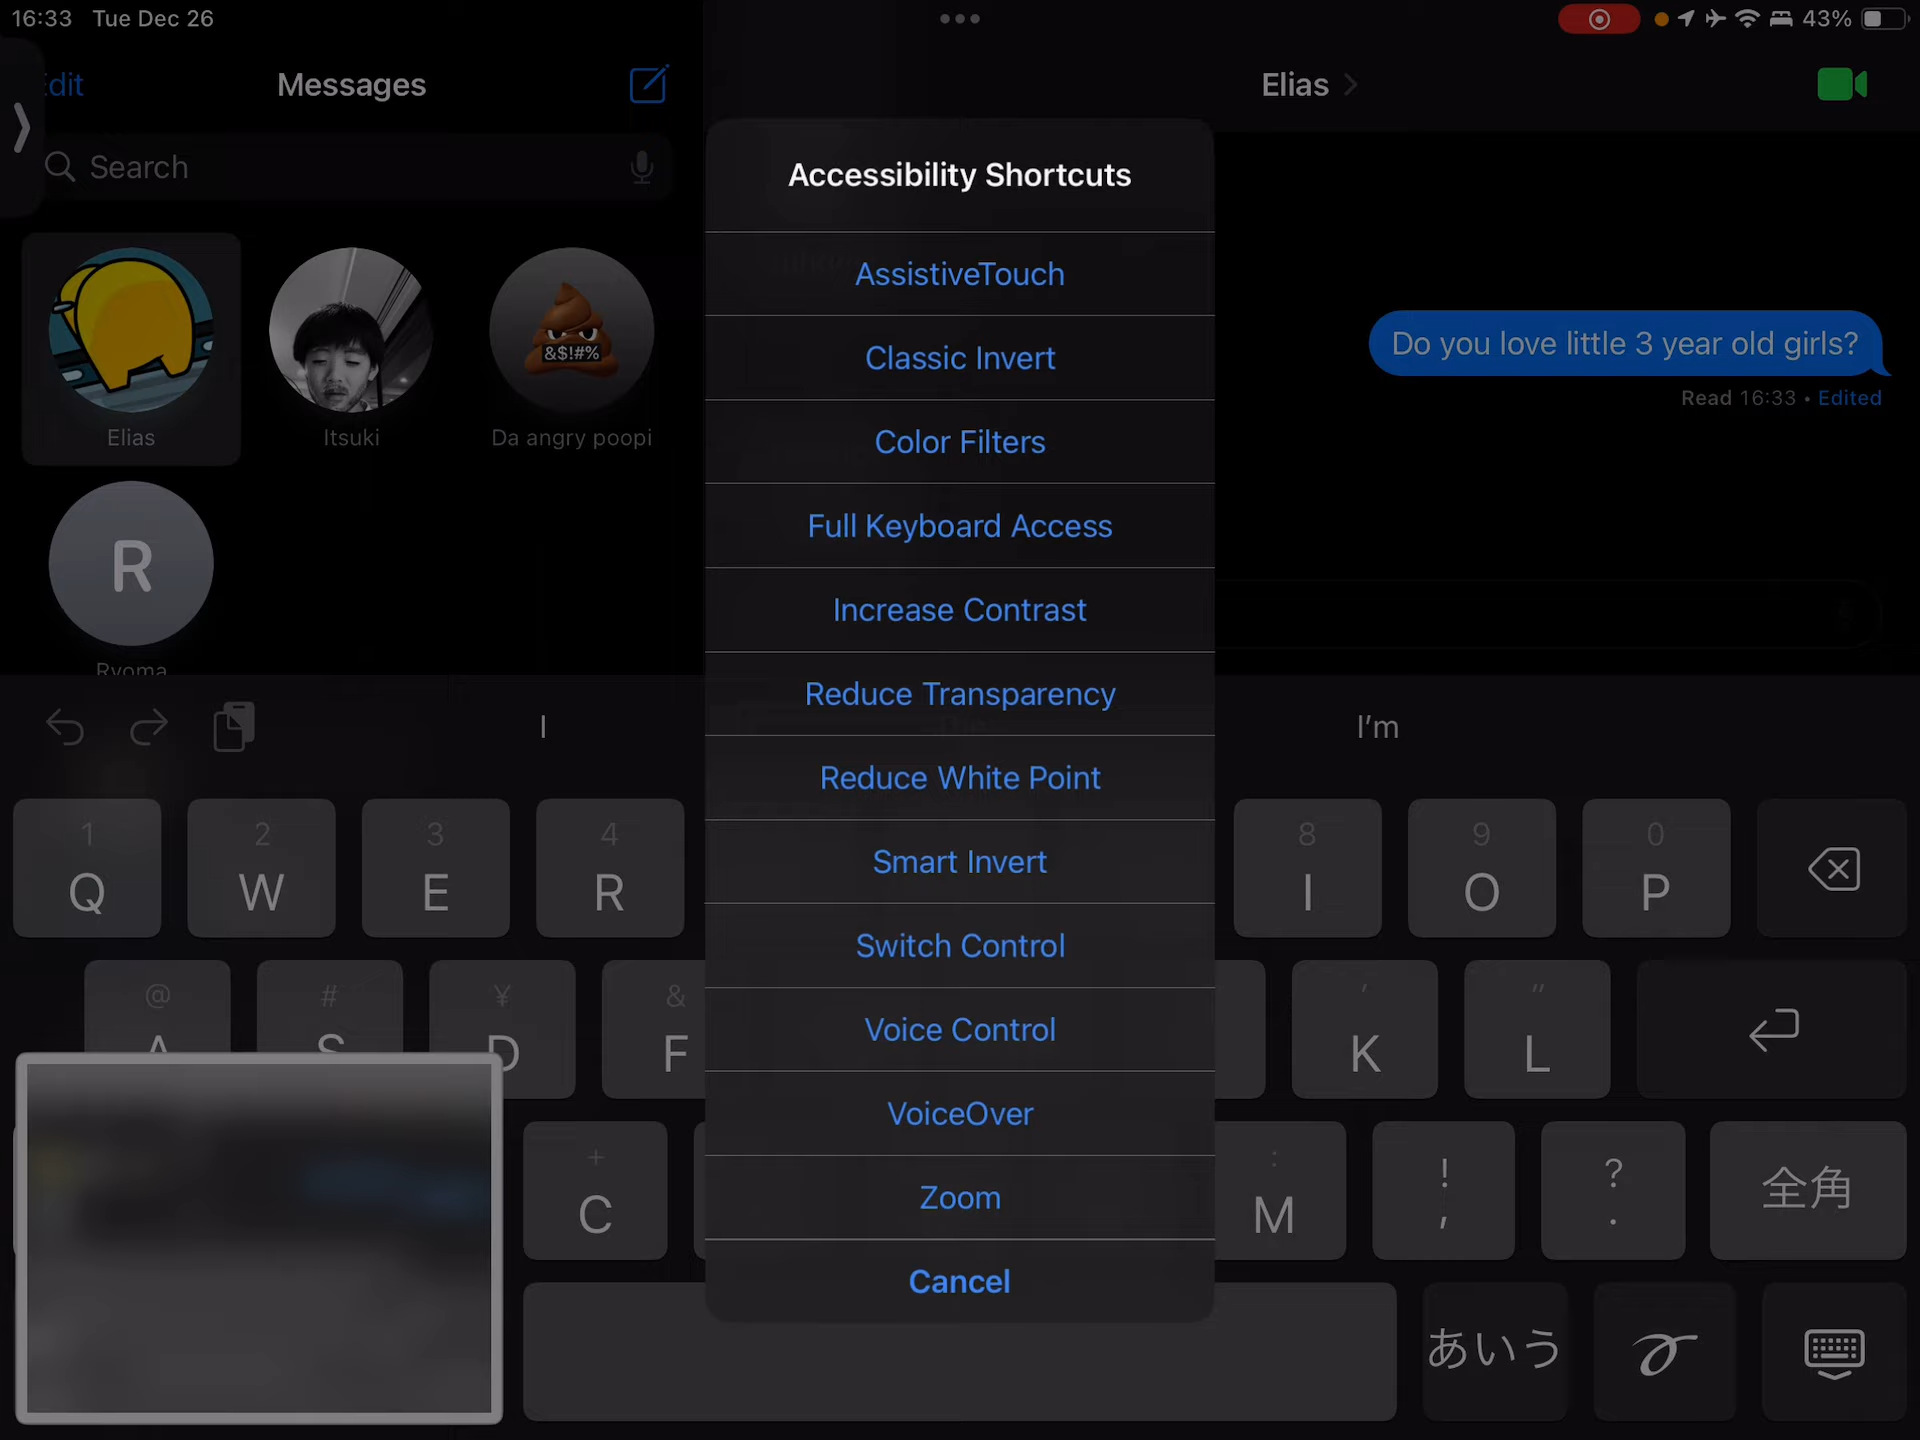 16:33 Tue Dec 26
43%
Edit
Messages
Search
Elias
Itsuki
&$!#%
Da angry poopi
R
Ryoma
Elias
Do you love little 3 year old girls?
Read 16:33 • Edited
Accessibility Shortcuts
AssistiveTouch
Classic Invert
Color Filters
Full Keyboard Access
Increase Contrast
Reduce Transparency
Reduce White Point
Smart Invert
Switch Control
Voice Control
VoiceOver
Zoom
Cancel
I
I'm
1 2 3 4 8 9 0
Q W E R I O P
@ # ¥ & ' "
A S D F K L
+ : ! ?
C M , . 全角
あいう